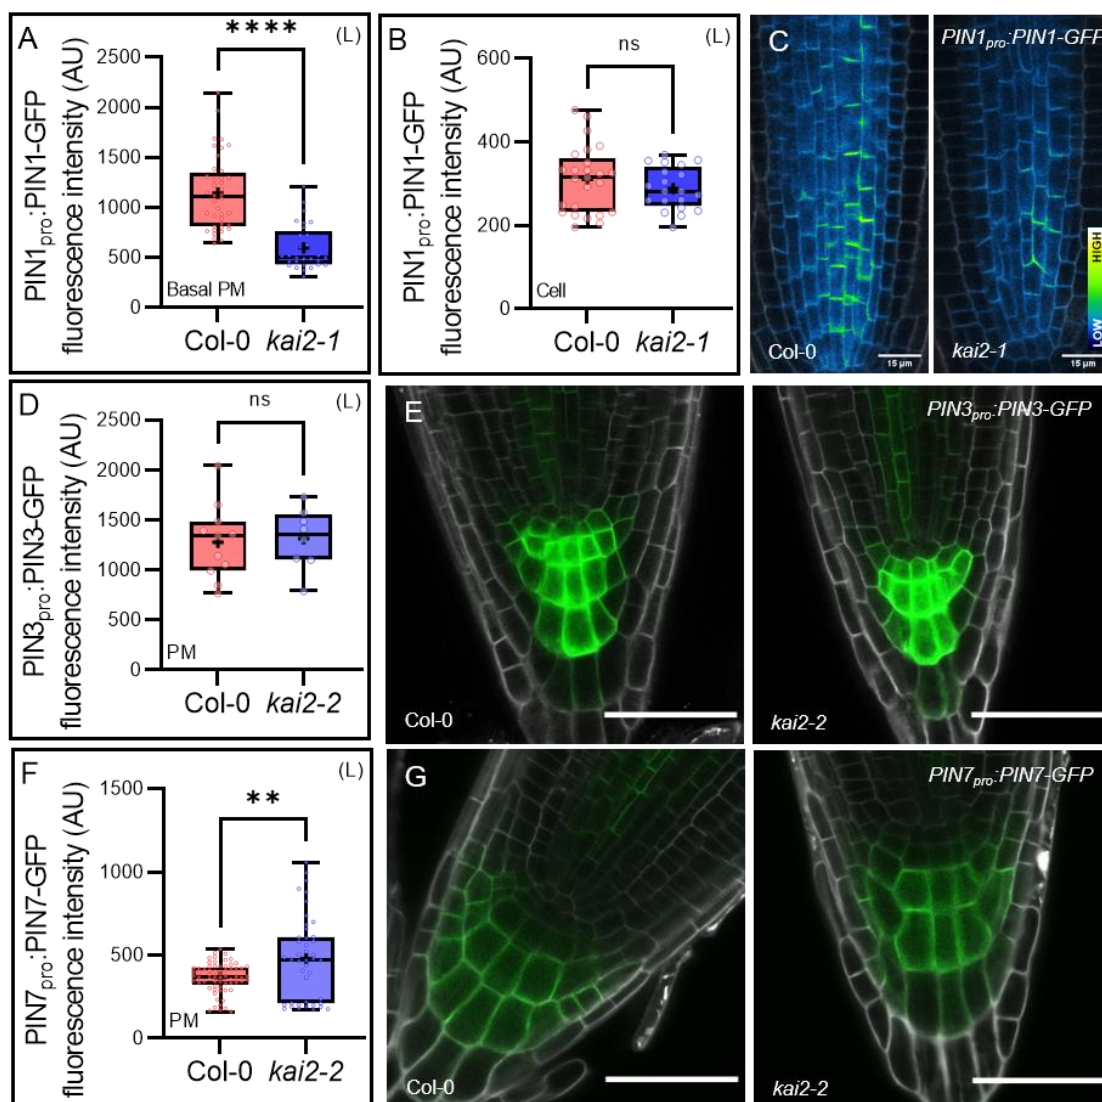 A
****
(L)
PIN1pro:PIN1-GFP
fluorescence intensity (AU)
2500
2000
1500
1000
500
0
Basal PM
Col-0 kai2-1
B
ns
(L)
PIN1pro:PIN1-GFP
fluorescence intensity (AU)
600
400
200
0
Cell
Col-0 kai2-1
C
PIN1pro:PIN1-GFP
HIGH
LOW
Col-0
15 µm
kai2-1
15 µm
D
ns
(L)
PIN3pro:PIN3-GFP
fluorescence intensity (AU)
2500
2000
1500
1000
500
0
PM
Col-0 kai2-2
E
PIN3pro:PIN3-GFP
Col-0
kai2-2
F
**
(L)
PIN7pro:PIN7-GFP
fluorescence intensity (AU)
1500
1000
500
0
PM
Col-0 kai2-2
G
PIN7pro:PIN7-GFP
Col-0
kai2-2